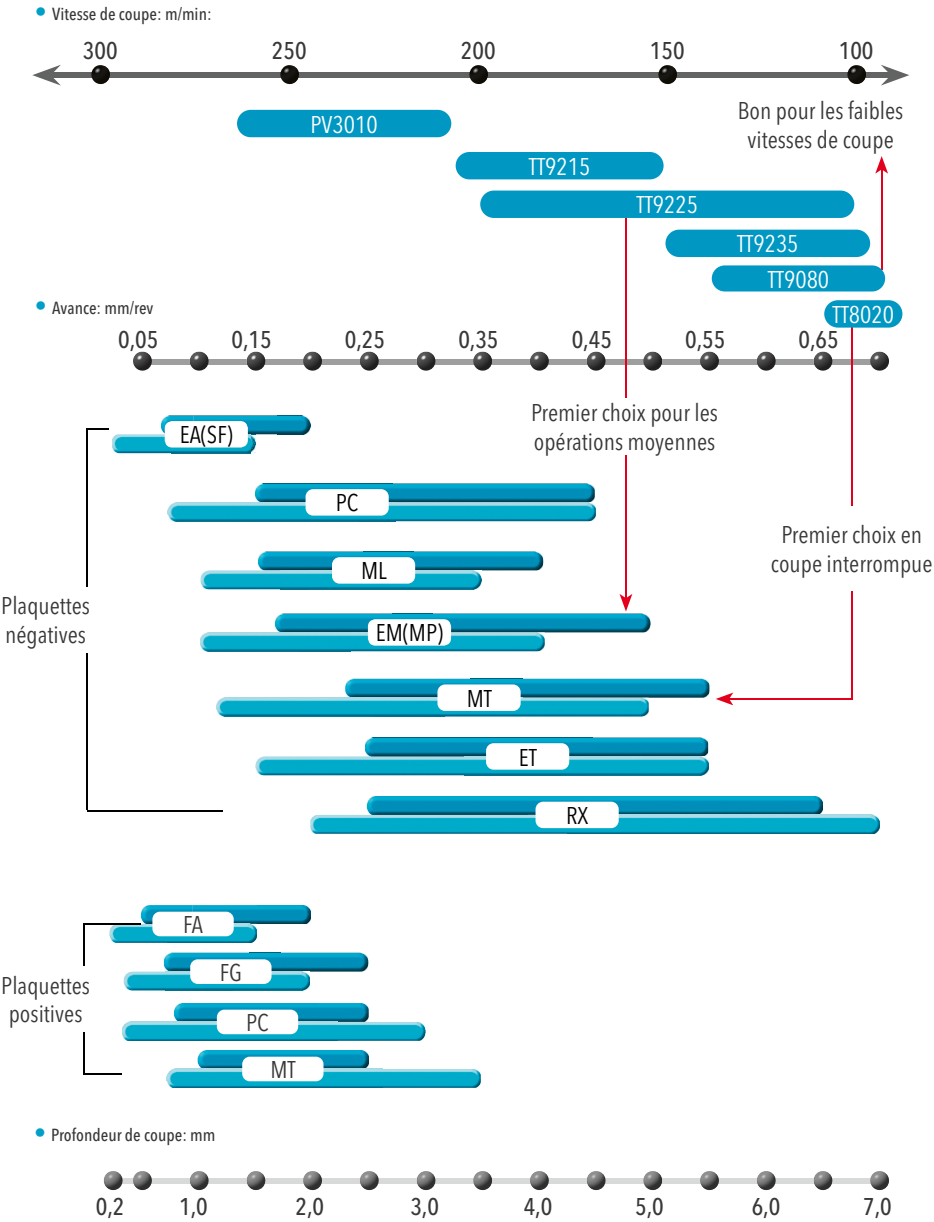 Vitesse de coupe: m/min:
300 250 200 150 100
PV3010
Bon pour les faibles
vitesses de coupe
TT9215
TT9225
TT9235
TT9080
TT8020
Avance: mm/rev
0,05 0,15 0,25 0,35 0,45 0,55 0,65
Premier choix pour les
opérations moyennes
EA(SF)
PC
Premier choix en
coupe interrompue
ML
Plaquettes
négatives
EM(MP)
MT
ET
RX
FA
FG
Plaquettes
positives
PC
MT
Profondeur de coupe: mm
0,2 1,0 2,0 3,0 4,0 5,0 6,0 7,0